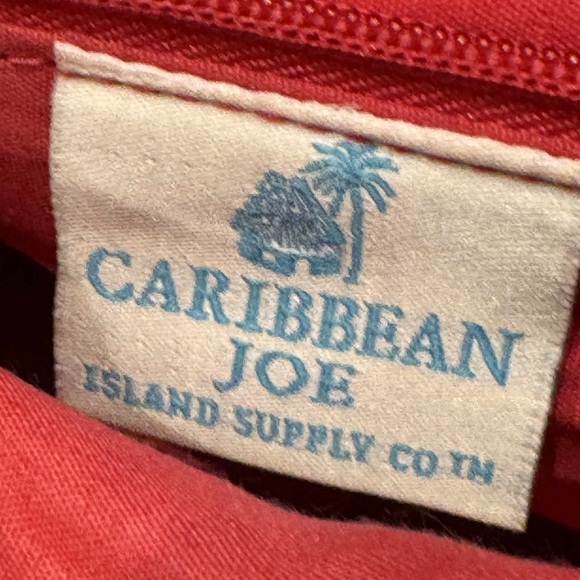 CARIBBEAN
JOE
ISLAND SUPPLY CO ™